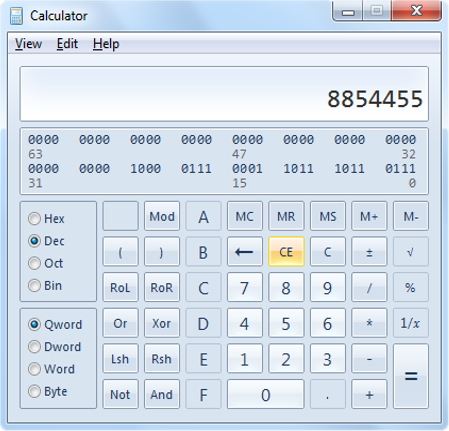 Calculator
View Edit Help
8854455
0000 0000 0000 0000 0000 0000 0000 0000
63 47 32
0000 0000 1000 0111 0001 1011 1011 0111
31 15 0
Hex Mod A MC MR MS M+ M-
Dec ( ) B ← CE C ± √
Oct
Bin RoL RoR C 7 8 9 / %
Qword Or Xor D 4 5 6 * 1/x
Dword
Word Lsh Rsh E 1 2 3 - =
Byte Not And F 0 . +